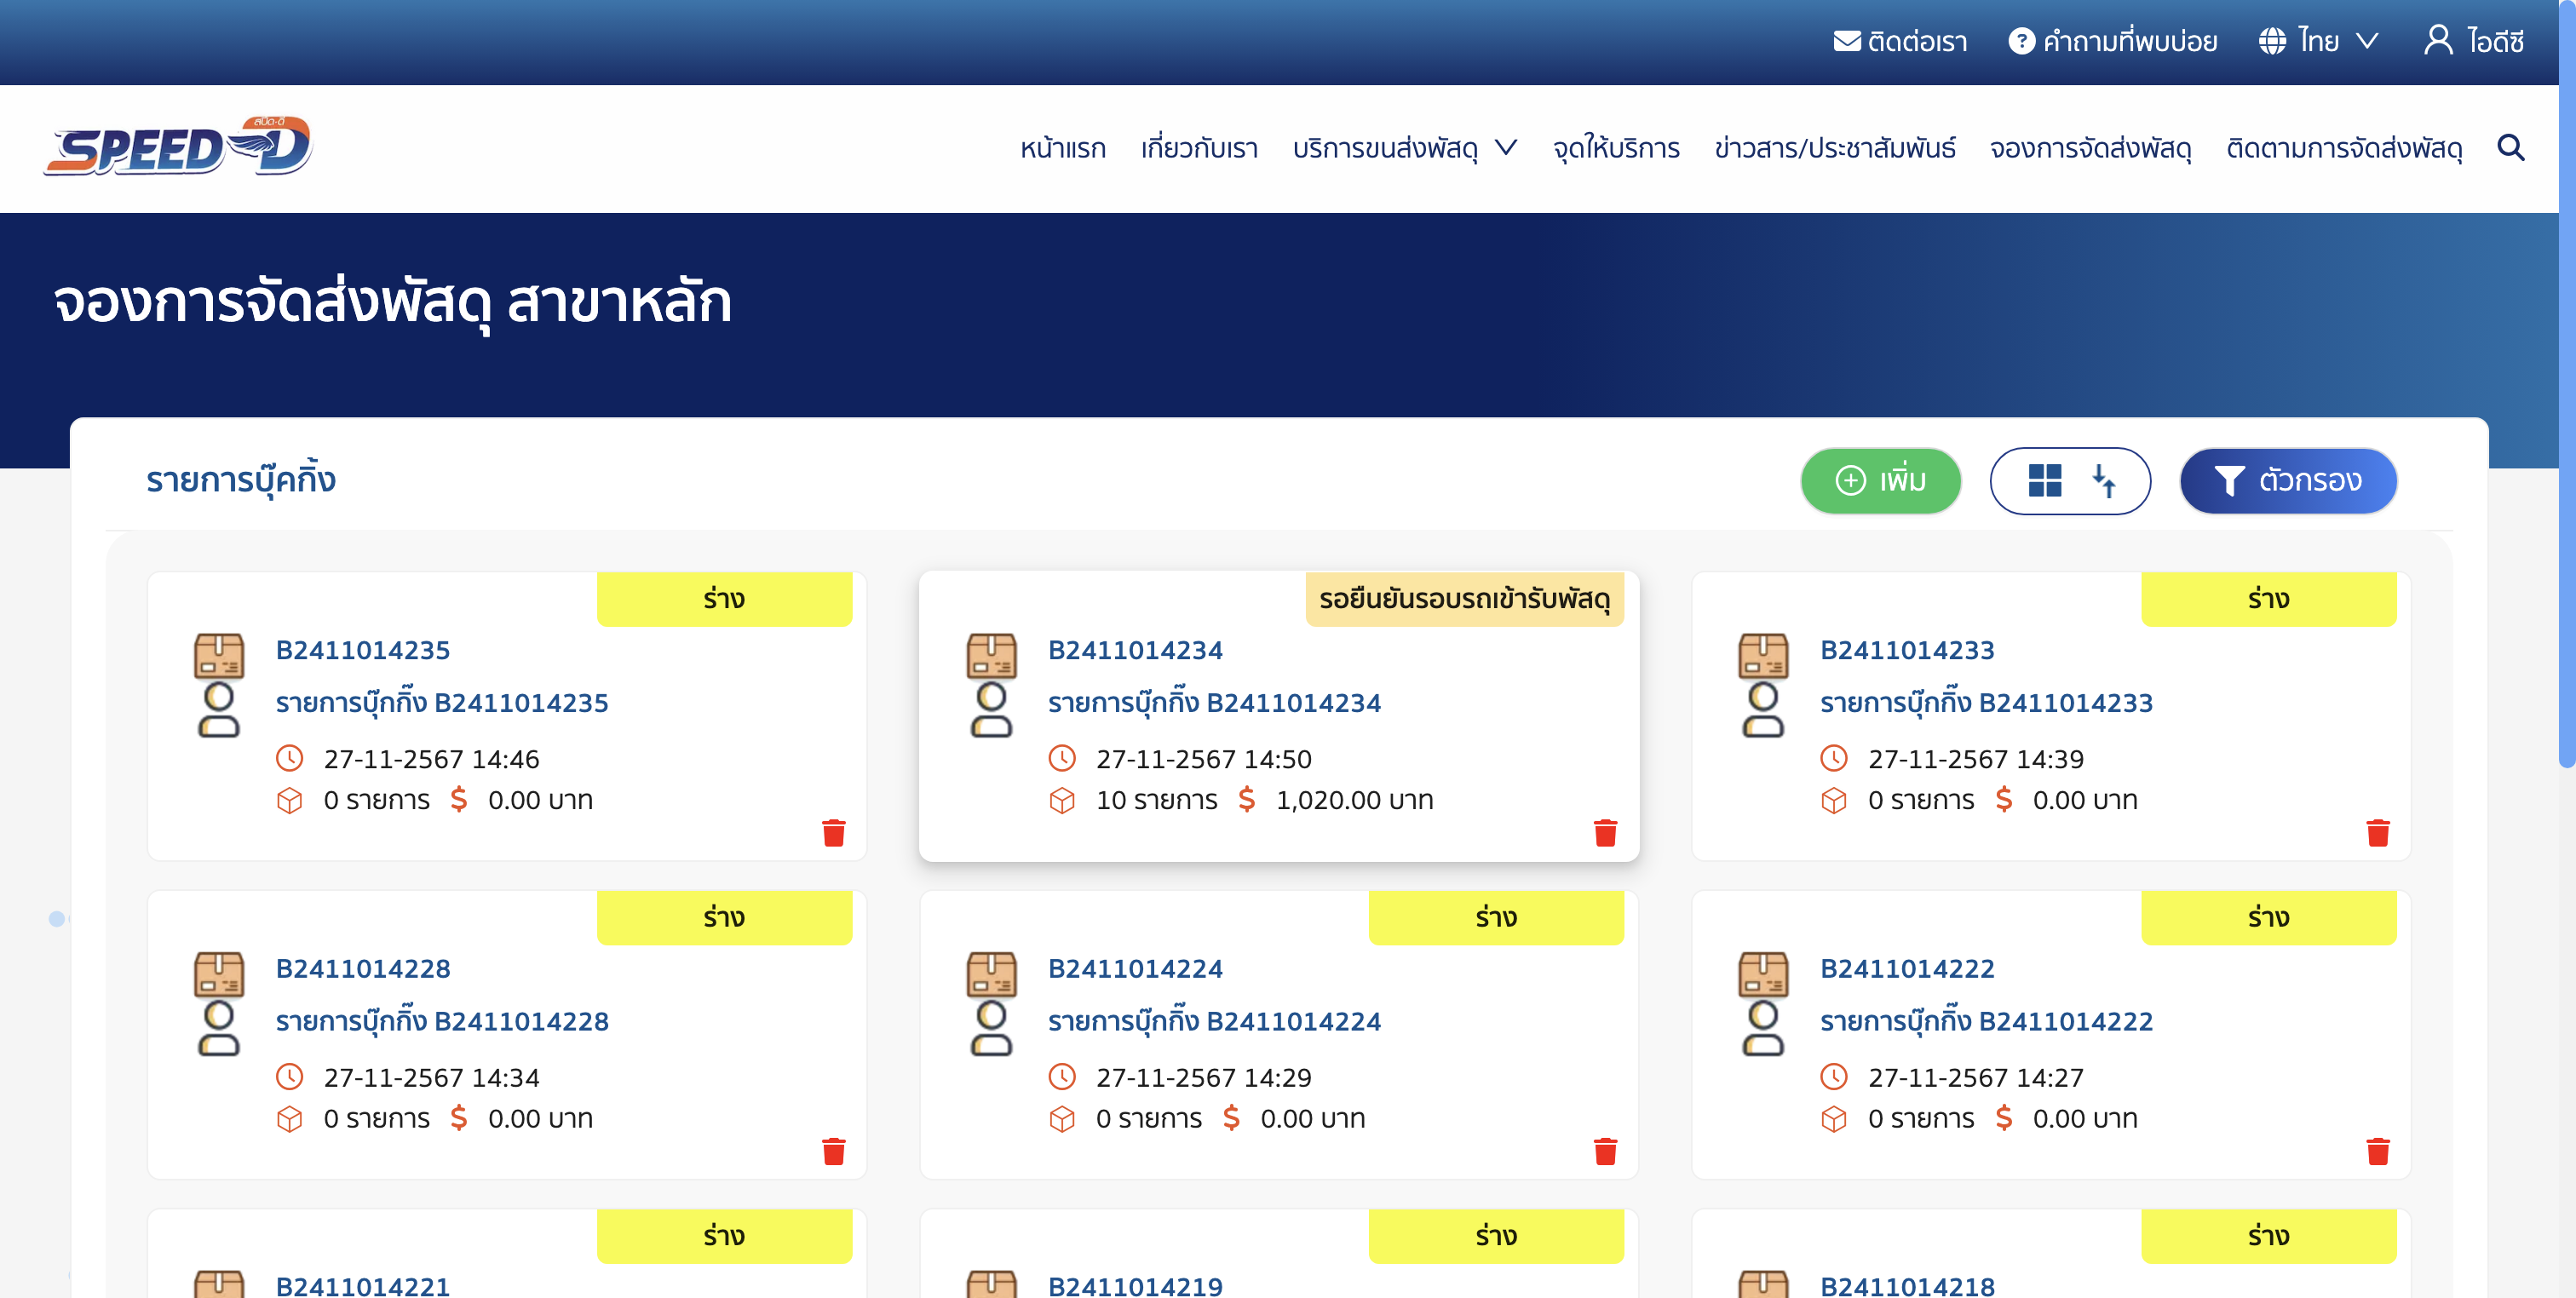 ติดต่อเรา คำถามที่พบบ่อย ไทย ไอดีซี
สปีด-ดี
SPEED-D
หน้าแรก เกี่ยวกับเรา บริการขนส่งพัสดุ จุดให้บริการ ข่าวสาร/ประชาสัมพันธ์ จองการจัดส่งพัสดุ ติดตามการจัดส่งพัสดุ
จองการจัดส่งพัสดุ สาขาหลัก
รายการบุ๊คกิ้ง
เพิ่ม
ตัวกรอง
ร่าง
B2411014235
รายการบุ๊กกิ๊ง B2411014235
27-11-2567 14:46
0 รายการ $ 0.00 บาท
รอยืนยันรอบรถเข้ารับพัสดุ
B2411014234
รายการบุ๊กกิ๊ง B2411014234
27-11-2567 14:50
10 รายการ $ 1,020.00 บาท
ร่าง
B2411014233
รายการบุ๊กกิ๊ง B2411014233
27-11-2567 14:39
0 รายการ $ 0.00 บาท
ร่าง
B2411014228
รายการบุ๊กกิ๊ง B2411014228
27-11-2567 14:34
0 รายการ $ 0.00 บาท
ร่าง
B2411014224
รายการบุ๊กกิ๊ง B2411014224
27-11-2567 14:29
0 รายการ $ 0.00 บาท
ร่าง
B2411014222
รายการบุ๊กกิ๊ง B2411014222
27-11-2567 14:27
0 รายการ $ 0.00 บาท
ร่าง
B2411014221
ร่าง
B2411014219
ร่าง
B2411014218